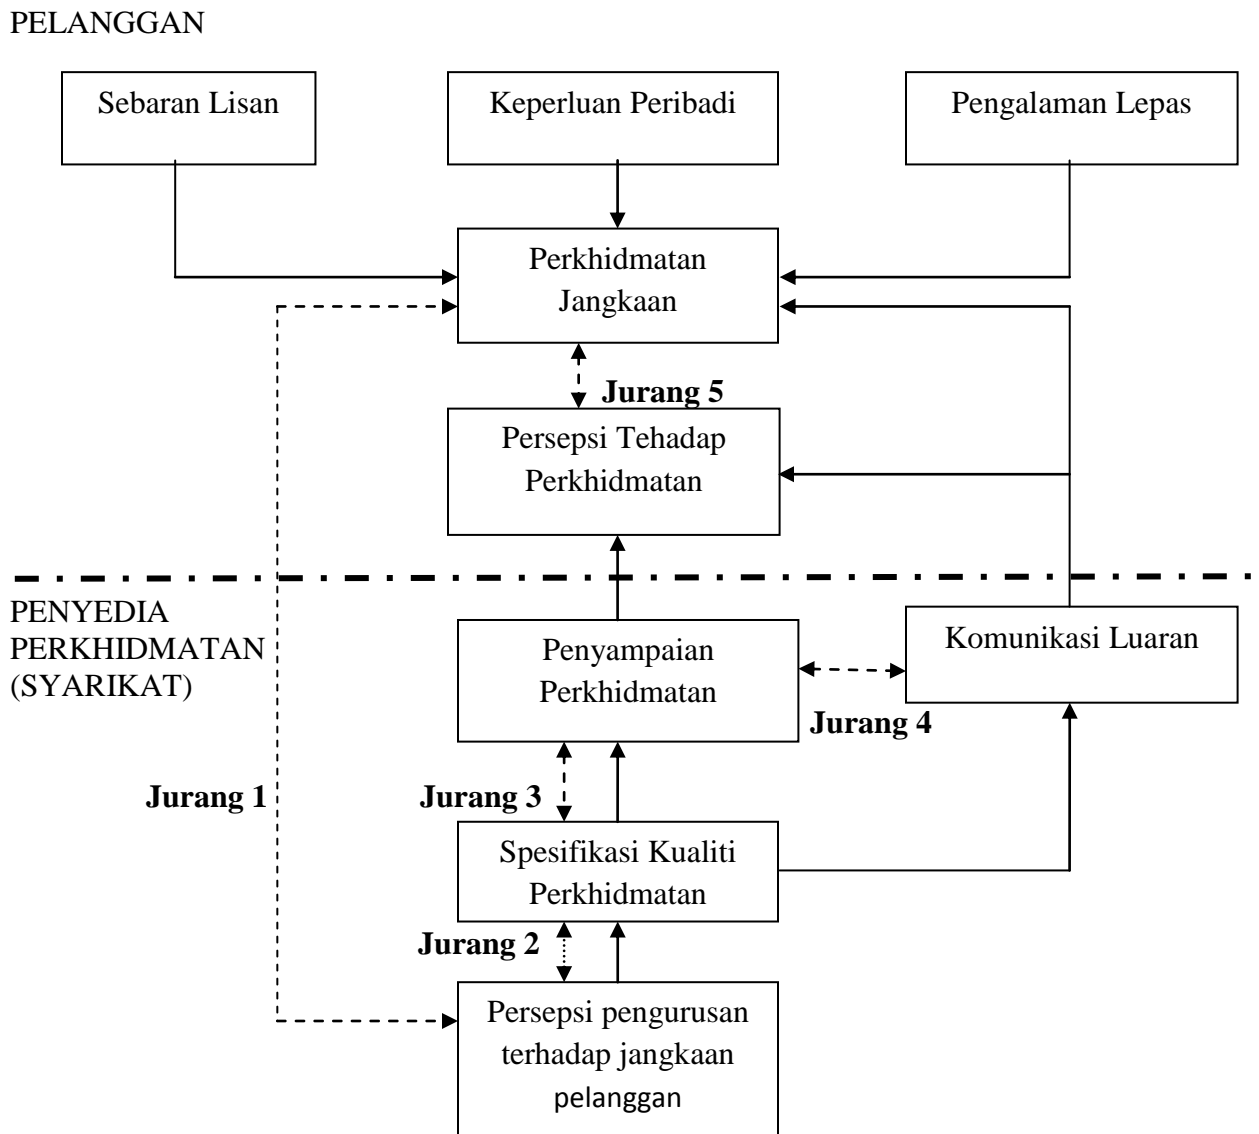 PELANGGAN
Sebaran Lisan
Keperluan Peribadi
Pengalaman Lepas
Perkhidmatan
Jangkaan
Jurang 5
Persepsi Tehadap
Perkhidmatan
PENYEDIA
PERKHIDMATAN
(SYARIKAT)
Penyampaian
Perkhidmatan
Komunikasi Luaran
Jurang 4
Jurang 1
Jurang 3
Spesifikasi Kualiti
Perkhidmatan
Jurang 2
Persepsi pengurusan
terhadap jangkaan
pelanggan